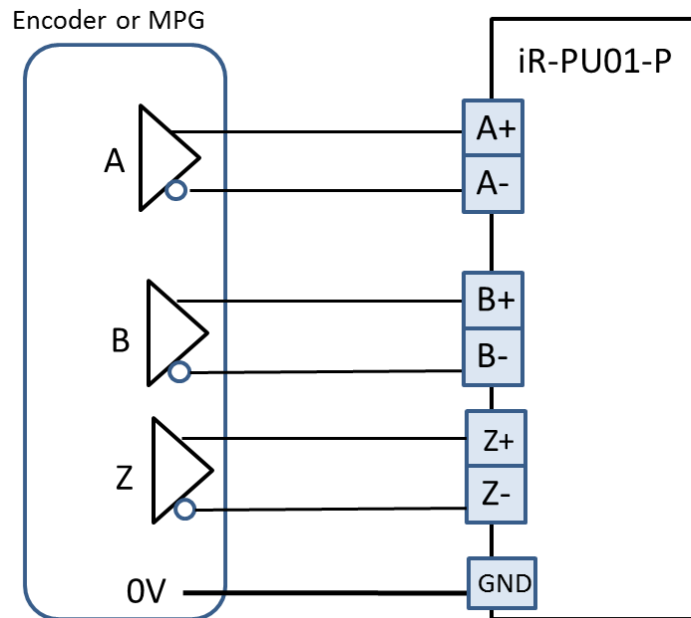 Encoder or MPG
iR-PU01-P
A
A+
A-
B
B+
B-
Z
Z+
Z-
0V
GND